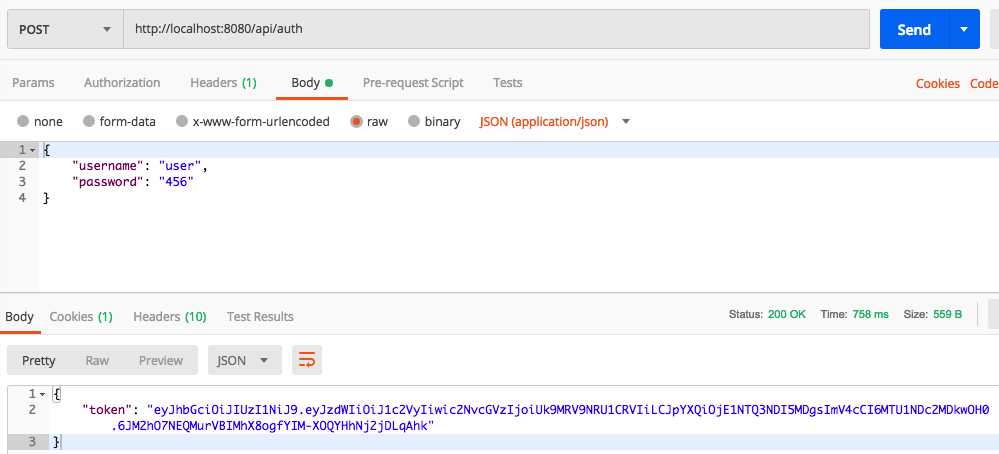 POST http://localhost:8080/api/auth Send
Params Authorization Headers (1) Body Pre-request Script Tests Cookies Code
none form-data x-www-form-urlencoded raw binary JSON (application/json)
1 {
2 "username": "user",
3 "password": "456"
4 }
Body Cookies (1) Headers (10) Test Results Status: 200 OK Time: 758 ms Size: 559 B
Pretty Raw Preview JSON
1 {
2 "token": "eyJhbGciOiJIUzI1NiJ9.eyJzdWIiOiJ1c2VyIiwic2NvcGVzIjoiUk9MRV9NRU1CRVIiLCJpYXQiOjE1NTQ3NDI5MDgsImV4cCI6MTU1NDc2MDkwOH0
.6JM2hO7NEQMurVBIMhX8ogfYIM-XOQYHhNj2jDLqAhk"
3 }